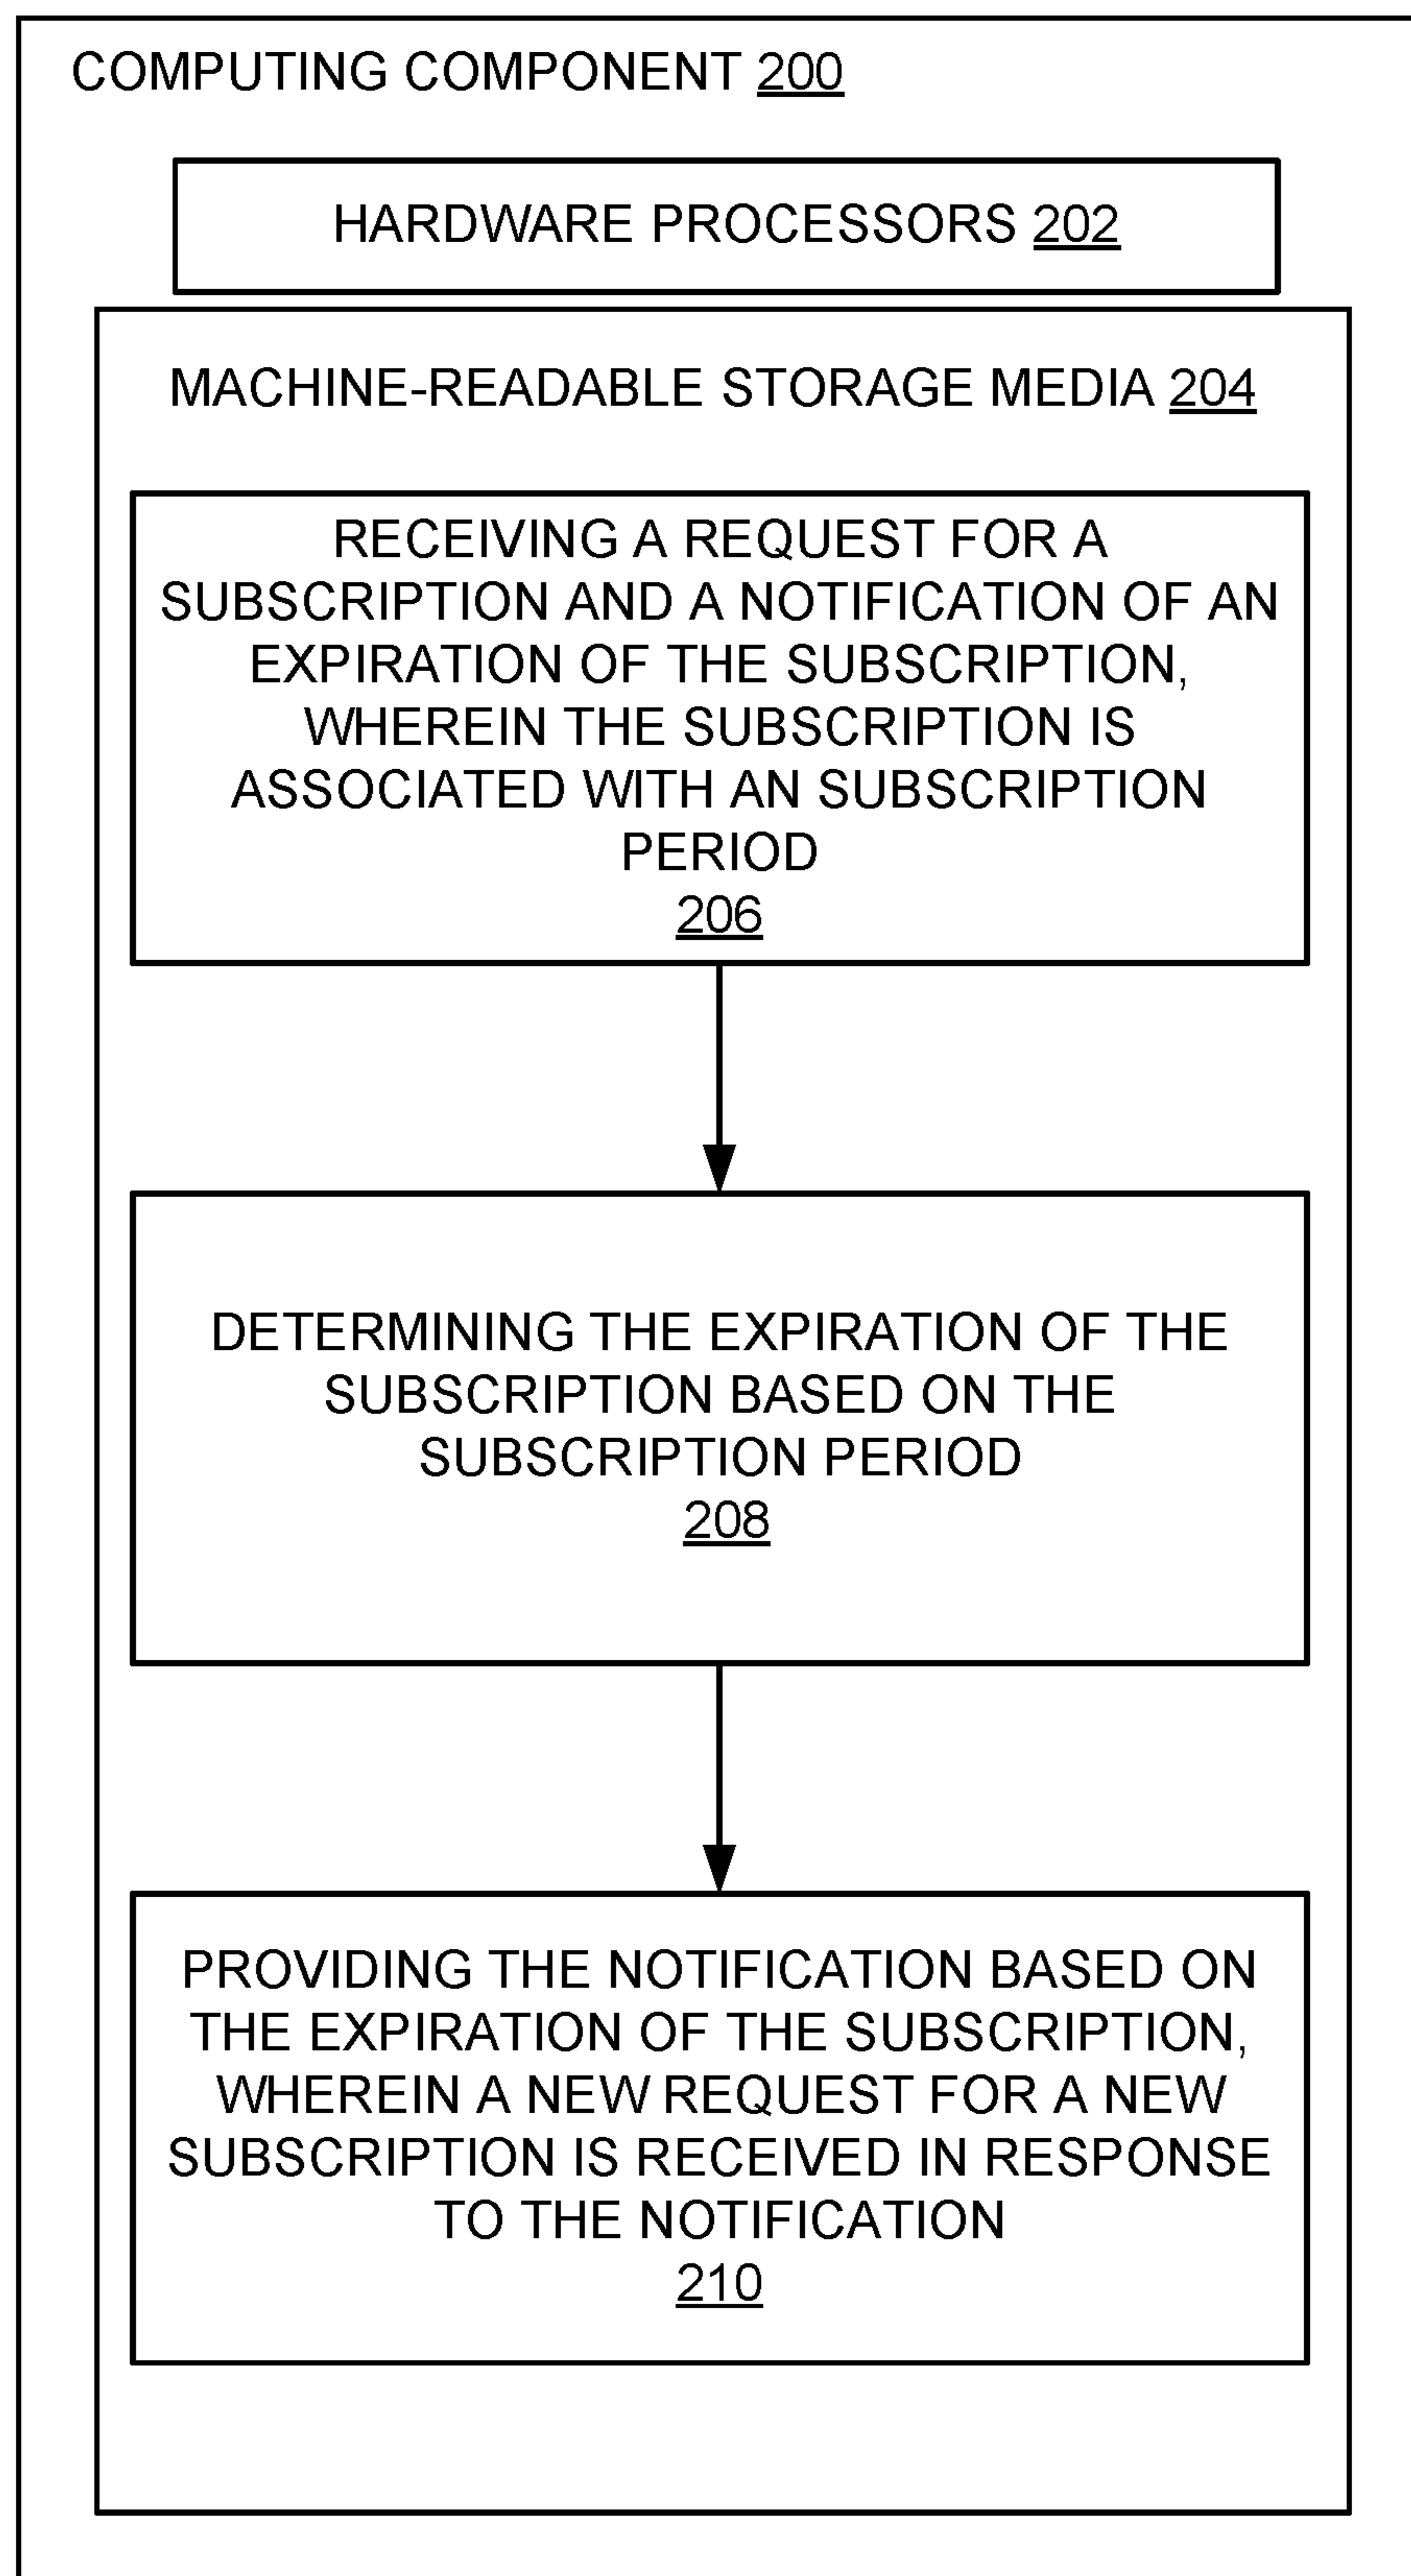 COMPUTING COMPONENT 200
HARDWARE PROCESSORS 202
MACHINE-READABLE STORAGE MEDIA 204
RECEIVING A REQUEST FOR A
SUBSCRIPTION AND A NOTIFICATION OF AN
EXPIRATION OF THE SUBSCRIPTION,
WHEREIN THE SUBSCRIPTION IS
ASSOCIATED WITH AN SUBSCRIPTION
PERIOD
206
DETERMINING THE EXPIRATION OF THE
SUBSCRIPTION BASED ON THE
SUBSCRIPTION PERIOD
208
PROVIDING THE NOTIFICATION BASED ON
THE EXPIRATION OF THE SUBSCRIPTION,
WHEREIN A NEW REQUEST FOR A NEW
SUBSCRIPTION IS RECEIVED IN RESPONSE
TO THE NOTIFICATION
210